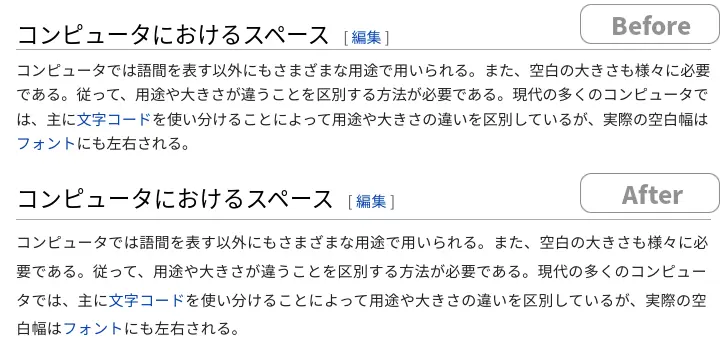 コンピュータにおけるスペース [ 編集 ]
Before
コンピュータでは語間を表す以外にもさまざまな用途で用いられる。また、空白の大きさも様々に必要
である。従って、用途や大きさが違うことを区別する方法が必要である。現代の多くのコンピュータで
は、主に文字コードを使い分けることによって用途や大きさの違いを区別しているが、実際の空白幅は
フォントにも左右される。
コンピュータにおけるスペース [ 編集 ]
After
コンピュータでは語間を表す以外にもさまざまな用途で用いられる。また、空白の大きさも様々に必
要である。従って、用途や大きさが違うことを区別する方法が必要である。現代の多くのコンピュー
タでは、主に文字コードを使い分けることによって用途や大きさの違いを区別しているが、実際の空
白幅はフォントにも左右される。